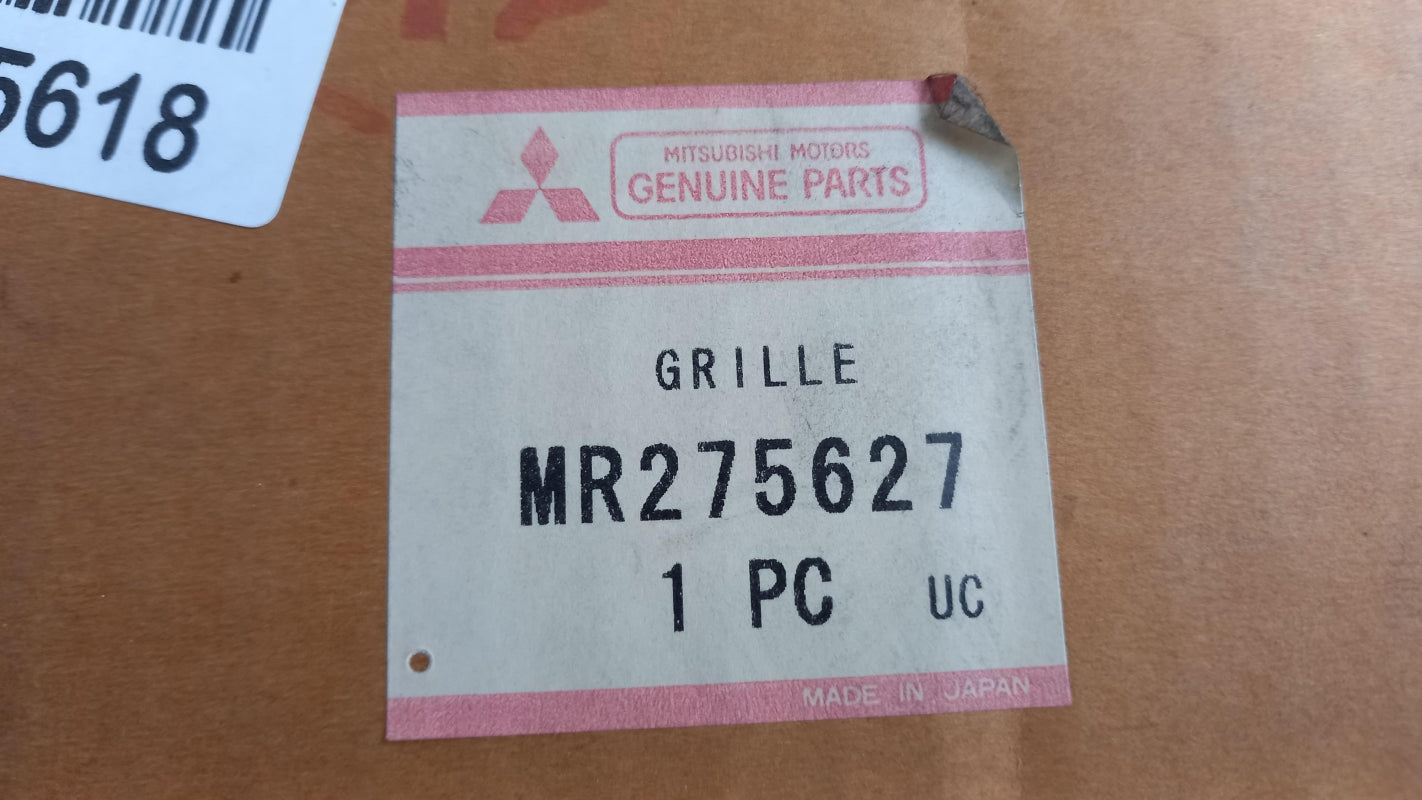 5618
MITSUBISHI MOTORS
GENUINE PARTS
GRILLE
MR275627
1 PC UC
MADE IN JAPAN